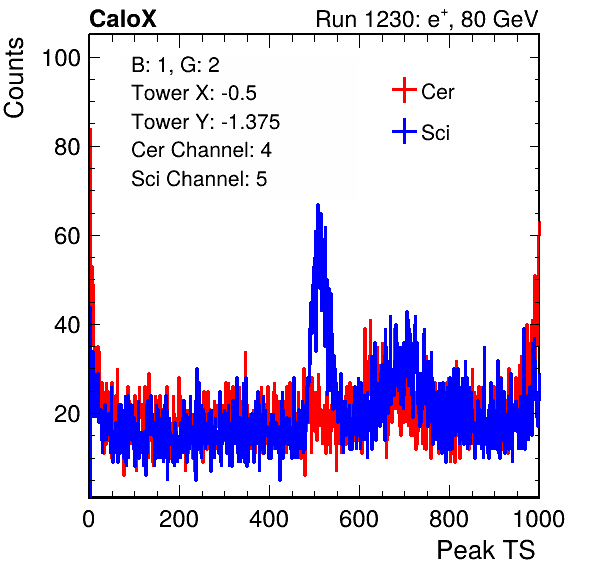 CaloX Run 1230: e+, 80 GeV
Counts
B: 1, G: 2
Tower X: -0.5
Tower Y: -1.375
Cer Channel: 4
Sci Channel: 5
Cer
Sci
100
80
60
40
20
0 200 400 600 800 1000
Peak TS